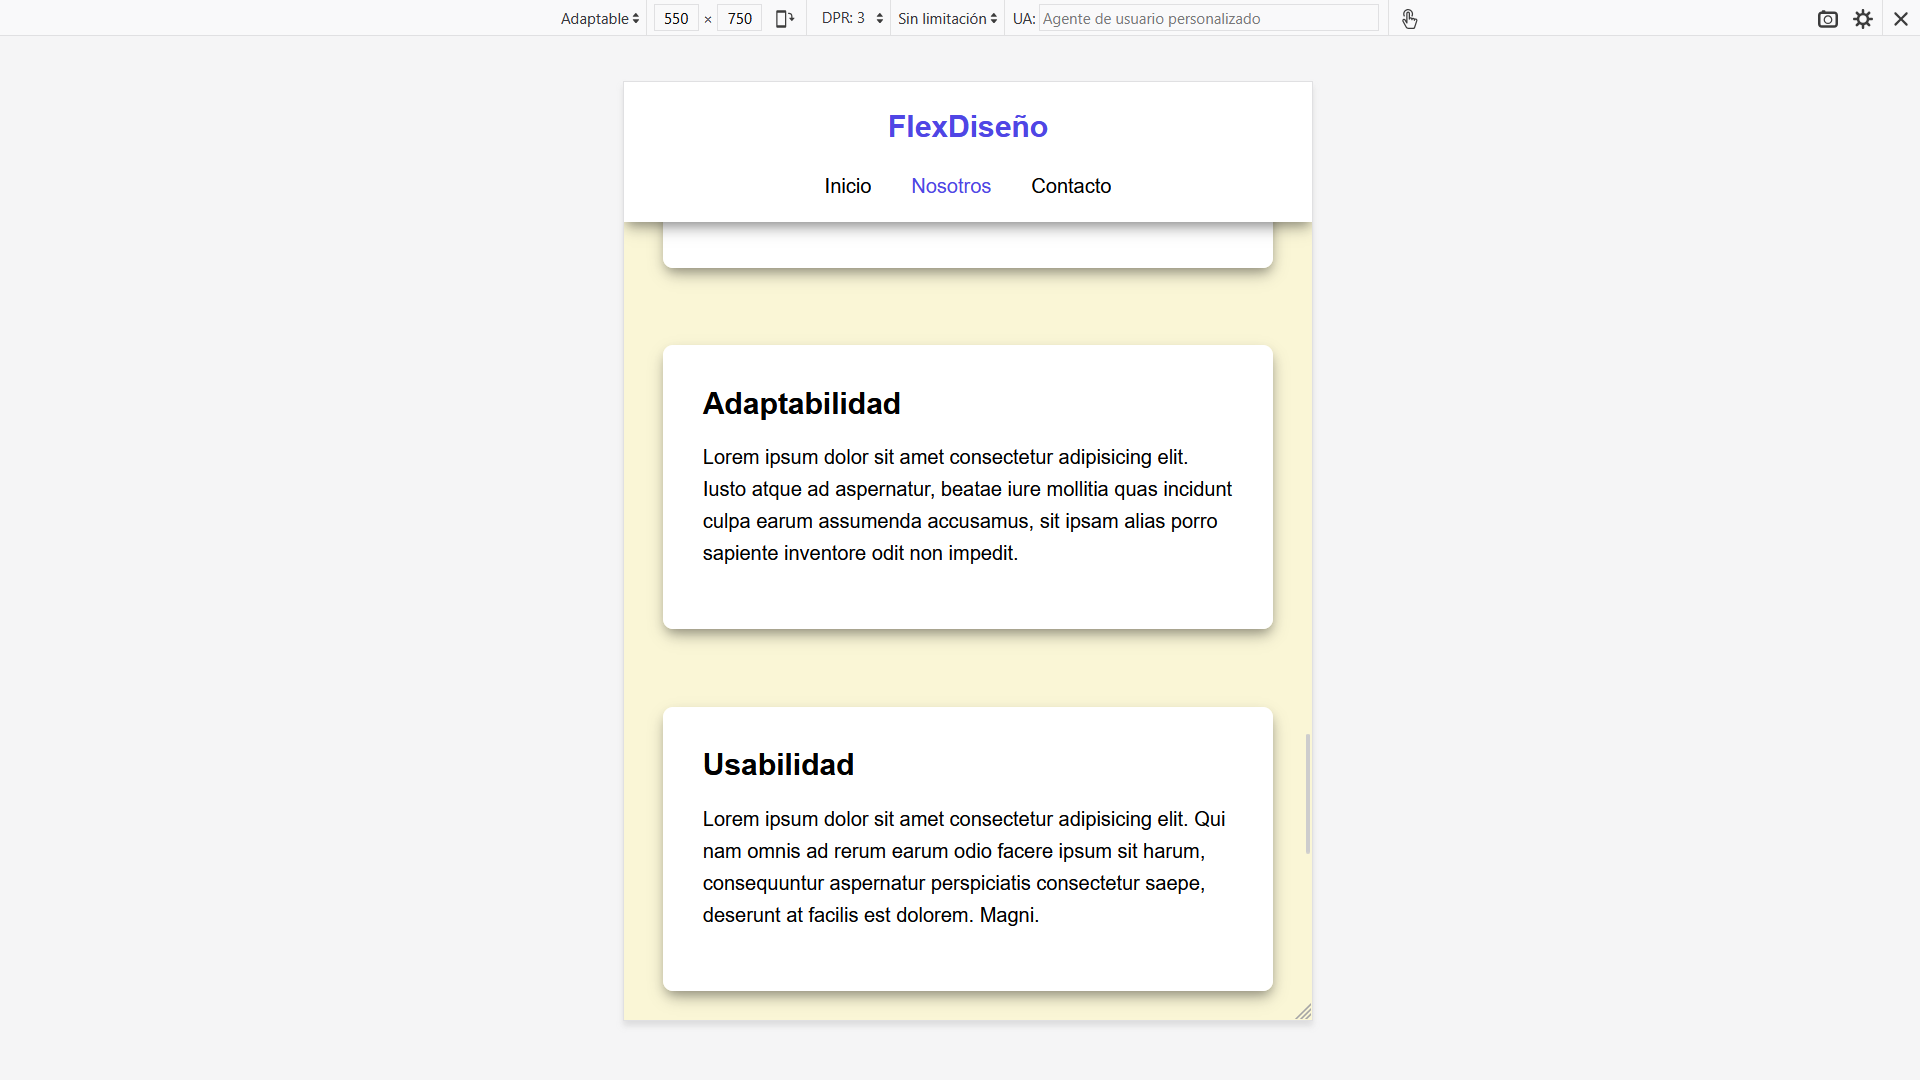 Adaptable 550 × 750 DPR: 3 Sin limitación UA: Agente de usuario personalizado
FlexDiseño
Inicio Nosotros Contacto
Adaptabilidad
Lorem ipsum dolor sit amet consectetur adipisicing elit.
Iusto atque ad aspernatur, beatae iure mollitia quas incidunt
culpa earum assumenda accusamus, sit ipsam alias porro
sapiente inventore odit non impedit.
Usabilidad
Lorem ipsum dolor sit amet consectetur adipisicing elit. Qui
nam omnis ad rerum earum odio facere ipsum sit harum,
consequuntur aspernatur perspiciatis consectetur saepe,
deserunt at facilis est dolorem. Magni.